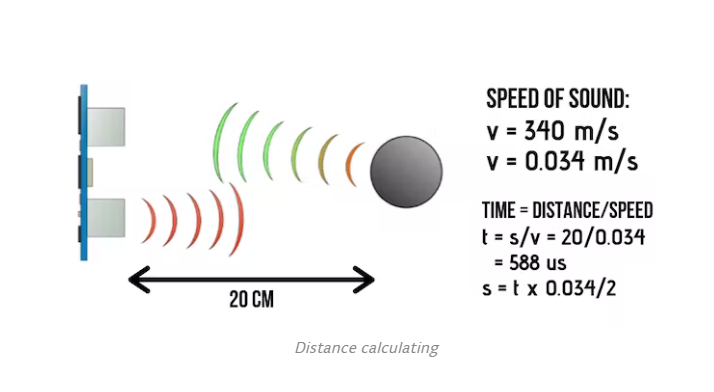 SPEED OF SOUND:
v = 340 m/s
v = 0.034 m/s
TIME = DISTANCE/SPEED
t = s/v = 20/0.034
= 588 us
s = t x 0.034/2
20 CM
Distance calculating